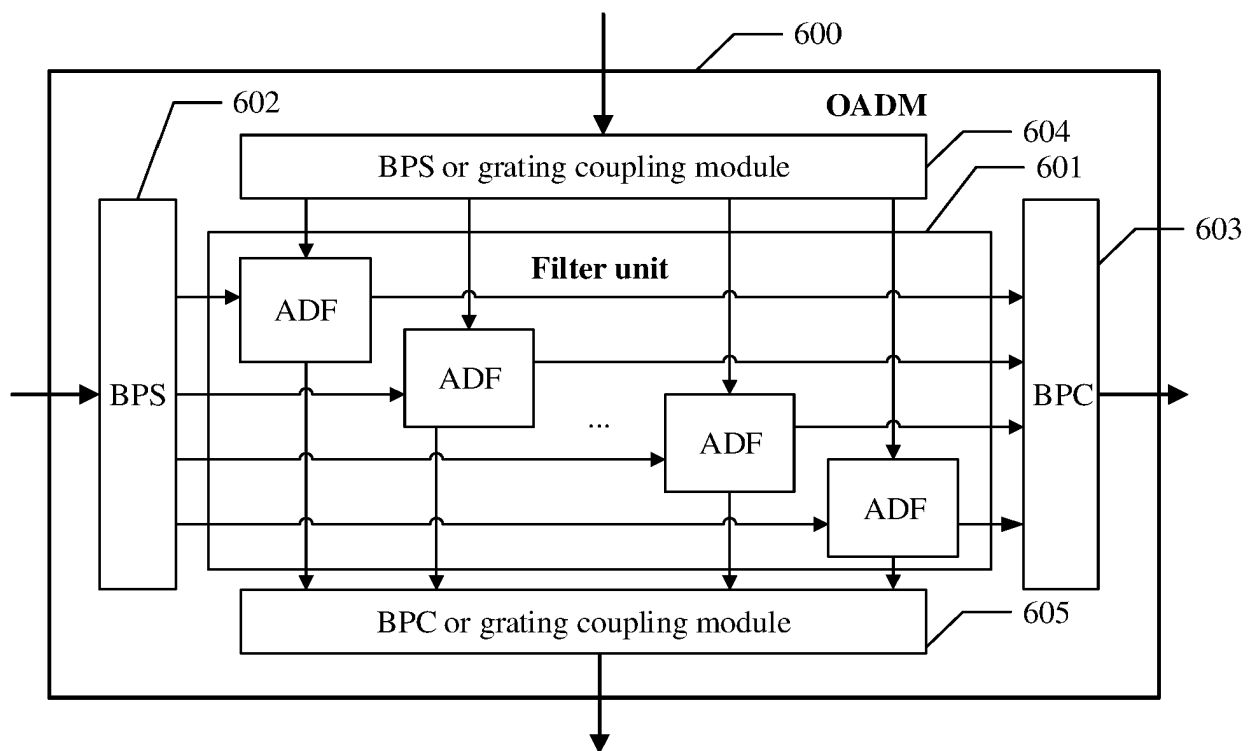 600
602
OADM
604
BPS or grating coupling module
601
603
Filter unit
ADF
ADF
BPS
BPC
...
ADF
ADF
BPC or grating coupling module
605